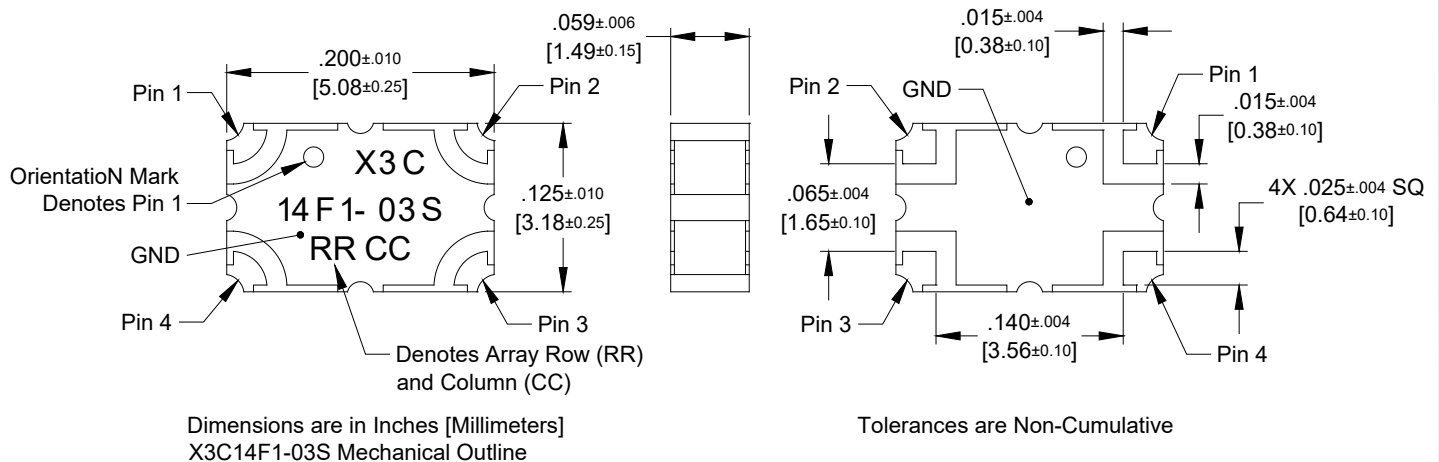 .200±.010
[5.08±0.25]
Pin 1
Pin 2
OrientatioN Mark
Denotes Pin 1
X3C
14F1-03S
RR CC
GND
.125±.010
[3.18±0.25]
Pin 4
Pin 3
Denotes Array Row (RR)
and Column (CC)
Dimensions are in Inches [Millimeters]
X3C14F1-03S Mechanical Outline
.059±.006
[1.49±0.15]
.015±.004
[0.38±0.10]
Pin 2
GND
Pin 1
.015±.004
[0.38±0.10]
.065±.004
[1.65±0.10]
4X .025±.004 SQ
[0.64±0.10]
Pin 3
.140±.004
[3.56±0.10]
Pin 4
Tolerances are Non-Cumulative